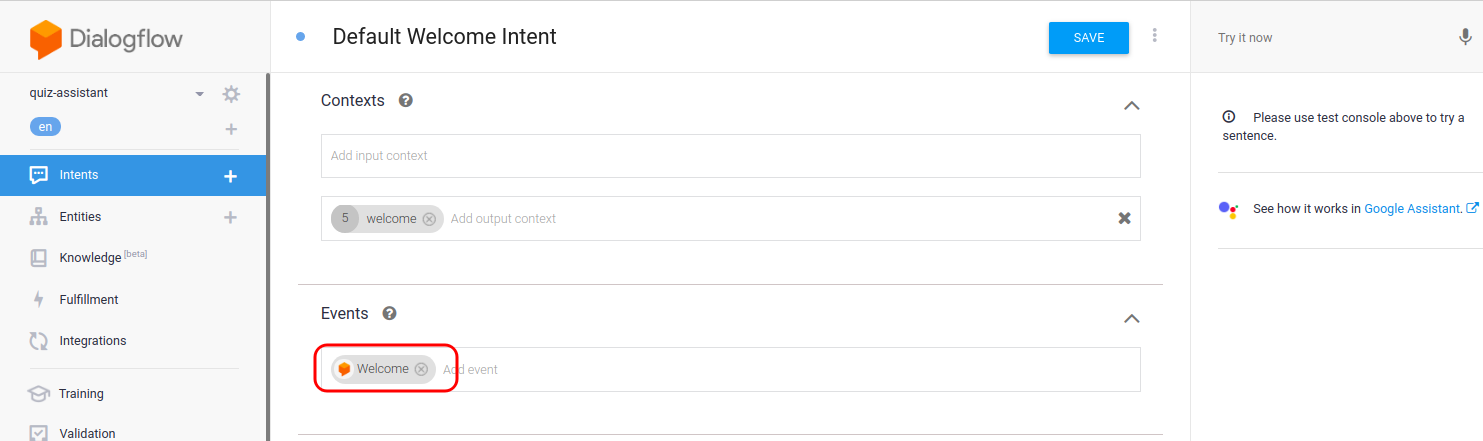 Dialogflow
quiz-assistant
en
Intents
Entities
Knowledge [beta]
Fulfillment
Integrations
Training
Validation
Default Welcome Intent
SAVE
Contexts ?
Add input context
5 welcome Add output context
Events ?
Welcome Add event
Try it now
Please use test console above to try a
sentence.
See how it works in Google Assistant.